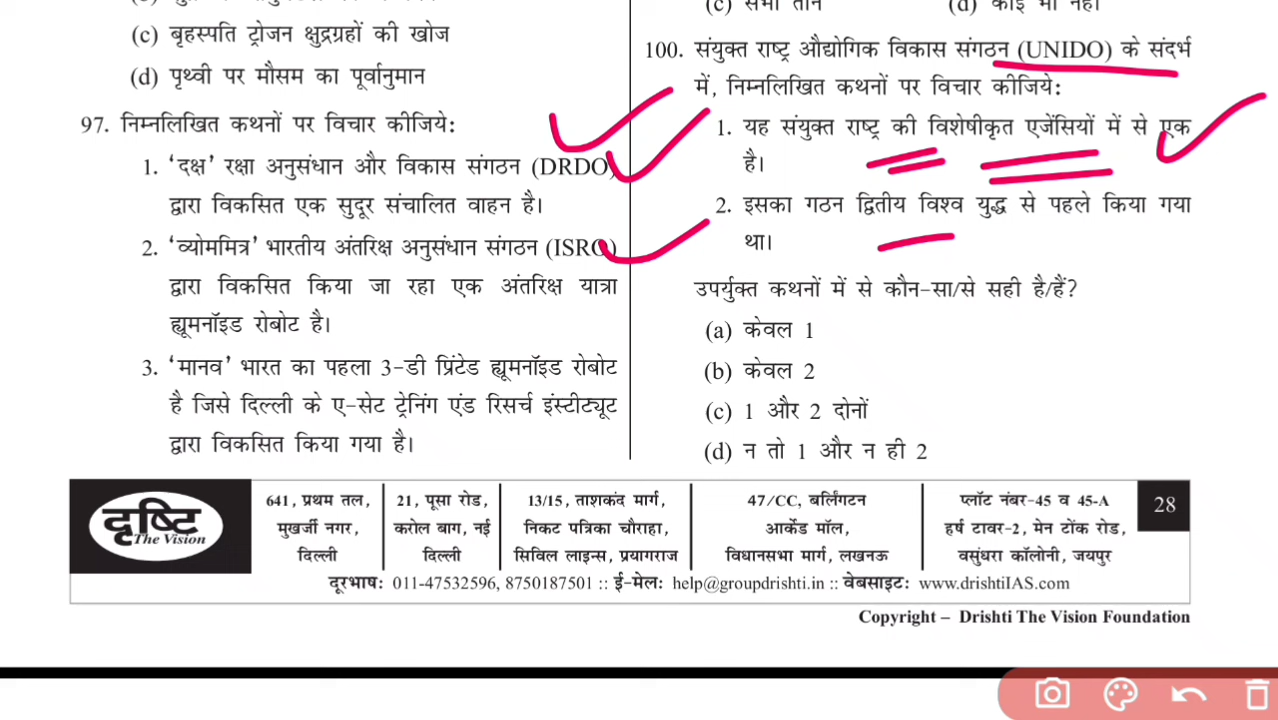 (c) बृहस्पति ट्रोजन क्षुद्रग्रहों की खोज
(d) पृथ्वी पर मौसम का पूर्वानुमान
97. निम्नलिखित कथनों पर विचार कीजिये:
1. ‘दक्ष’ रक्षा अनुसंधान और विकास संगठन (DRDO)
द्वारा विकसित एक सुदूर संचालित वाहन है।
2. ‘व्योममित्र’ भारतीय अंतरिक्ष अनुसंधान संगठन (ISRO)
द्वारा विकसित किया जा रहा एक अंतरिक्ष यात्रा
ह्यूमनॉइड रोबोट है।
3. ‘मानव’ भारत का पहला 3-डी प्रिंटेड ह्यूमनॉइड रोबोट
है जिसे दिल्ली के ए-सेट ट्रेनिंग एंड रिसर्च इंस्टीट्यूट
द्वारा विकसित किया गया है।
(c) सभी तीन (d) कोई भी नहीं
100. संयुक्त राष्ट्र औद्योगिक विकास संगठन (UNIDO) के संदर्भ
में, निम्नलिखित कथनों पर विचार कीजिये:
1. यह संयुक्त राष्ट्र की विशेषीकृत एजेंसियों में से एक
है।
2. इसका गठन द्वितीय विश्व युद्ध से पहले किया गया
था।
उपर्युक्त कथनों में से कौन-सा/से सही है/हैं?
(a) केवल 1
(b) केवल 2
(c) 1 और 2 दोनों
(d) न तो 1 और न ही 2
दृष्टि
The Vision
641, प्रथम तल,
मुखर्जी नगर,
दिल्ली
21, पूसा रोड,
करोल बाग, नई
दिल्ली
13/15, ताशकंद मार्ग,
निकट पत्रिका चौराहा,
सिविल लाइन्स, प्रयागराज
47/CC, बर्लिंगटन
आर्केड मॉल,
विधानसभा मार्ग, लखनऊ
प्लॉट नंबर-45 व 45-A
हर्ष टावर-2, मेन टोंक रोड,
वसुंधरा कॉलोनी, जयपुर
28
दूरभाष: 011-47532596, 8750187501 :: ई-मेल: help@groupdrishti.in :: वेबसाइट: www.drishtiIAS.com
Copyright – Drishti The Vision Foundation